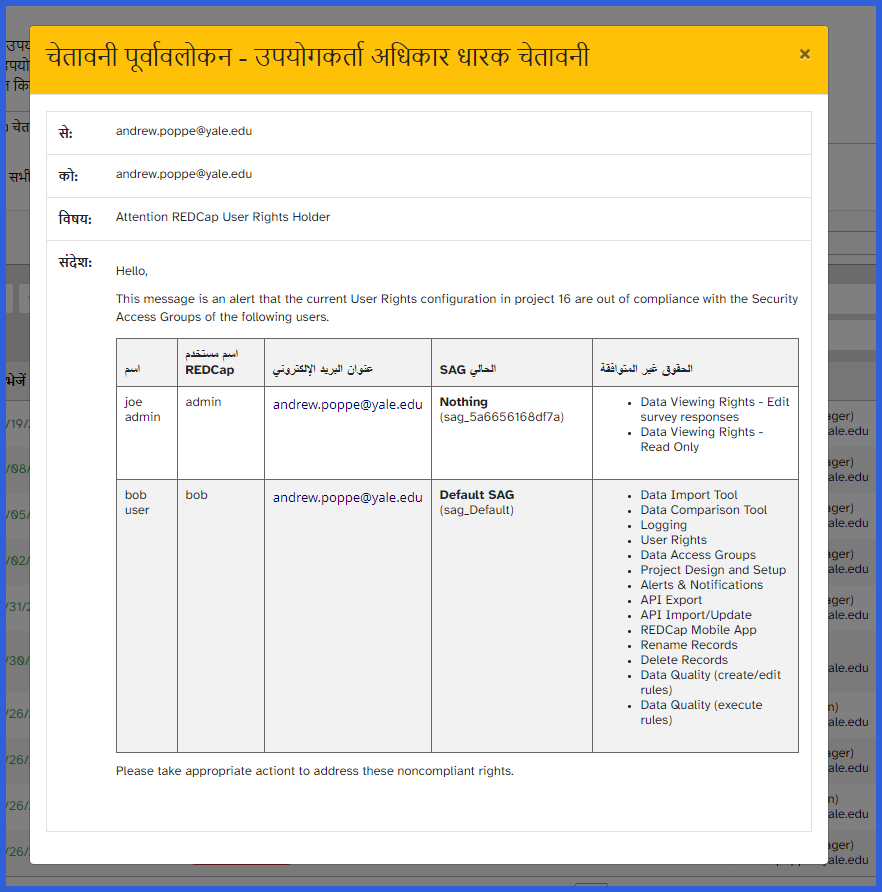 चेतावनी पूर्वावलोकन - उपयोगकर्ता अधिकार धारक चेतावनी ×
से: andrew.poppe@yale.edu
को: andrew.poppe@yale.edu
विषय: Attention REDCap User Rights Holder
संदेश:
Hello,
This message is an alert that the current User Rights configuration in project 16 are out of compliance with the Security
Access Groups of the following users.
اسم
اسم مستخدم
REDCap
عنوان البريد الإلكتروني
SAG الحالي
الحقوق غير المتوافقة
joe
admin
admin
andrew.poppe@yale.edu
Nothing
(sag_5a6656168df7a)
Data Viewing Rights - Edit
survey responses
Data Viewing Rights -
Read Only
bob
user
bob
andrew.poppe@yale.edu
Default SAG
(sag_Default)
Data Import Tool
Data Comparison Tool
Logging
User Rights
Data Access Groups
Project Design and Setup
Alerts & Notifications
API Export
API Import/Update
REDCap Mobile App
Rename Records
Delete Records
Data Quality (create/edit
rules)
Data Quality (execute
rules)
Please take appropriate actiont to address these noncompliant rights.